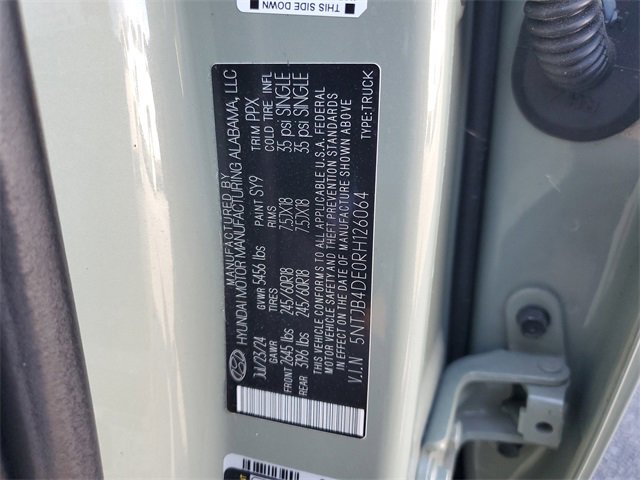 THIS SIDE DOWN
MANUFACTURED BY
HYUNDAI MOTOR MANUFACTURING ALABAMA, LLC
Jul/23/24 PAINT SY9 TRIM PPX
GVWR 5456 lbs
GAWR TIRES RIMS COLD TIRE INFL
FRONT 2645 lbs 245/60R18 7.5JX18 35 psi SINGLE
REAR 3196 lbs 245/60R18 7.5JX18 35 psi SINGLE
THIS VEHICLE CONFORMS TO ALL APPLICABLE U.S.A. FEDERAL
MOTOR VEHICLE SAFETY AND THEFT PREVENTION STANDARDS
IN EFFECT ON THE DATE OF MANUFACTURE SHOWN ABOVE
V.I.N 5NTJB4DE0RH126064
TYPE:TRUCK